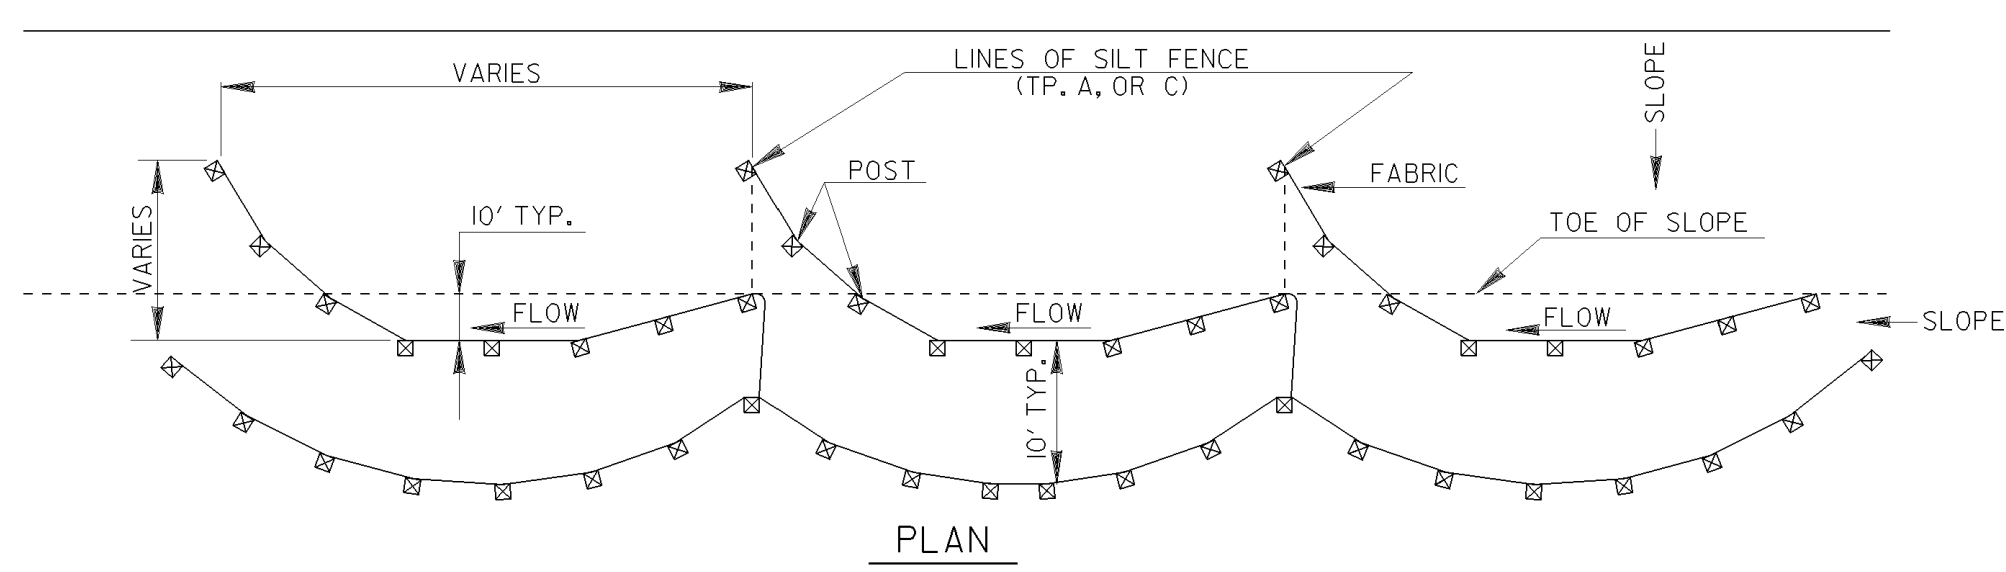 LINES OF SILT FENCE
(TP. A, OR C)
VARIES
SLOPE
POST
FABRIC
VARIES
10' TYP.
TOE OF SLOPE
FLOW
FLOW
FLOW
SLOPE
10' TYP.
PLAN